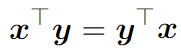 x⊤y = y⊤x